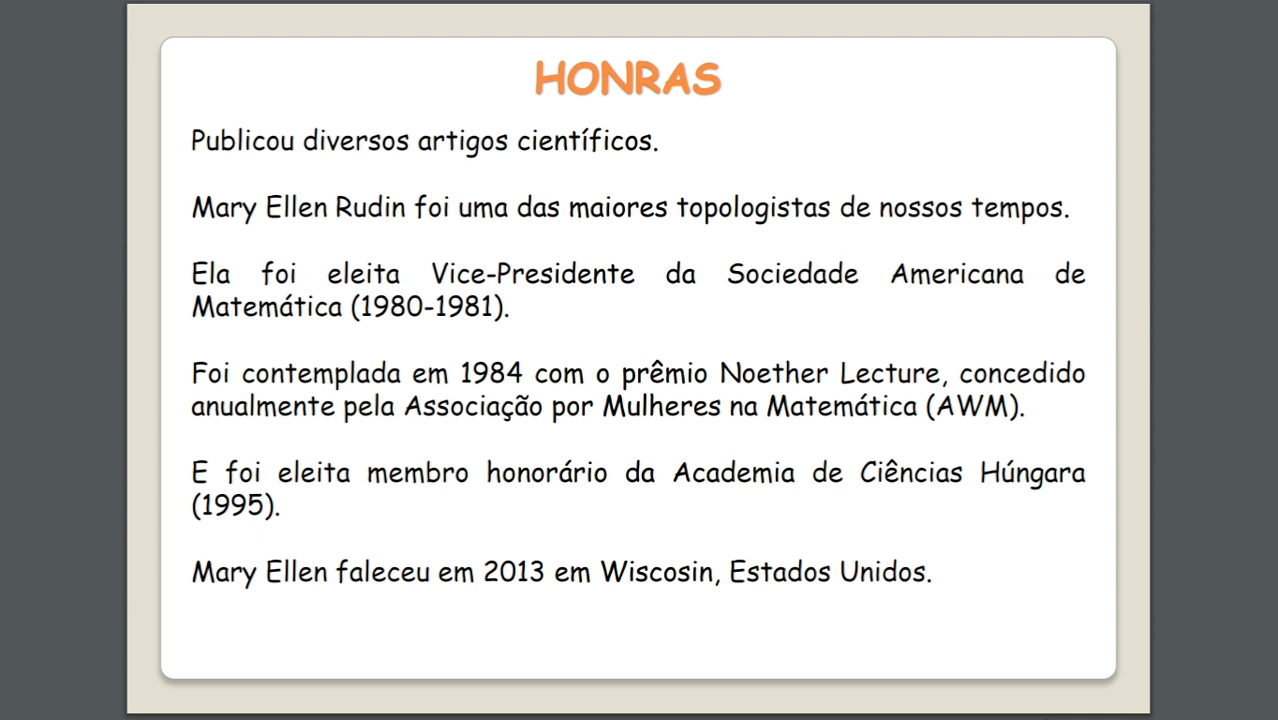 HONRAS
Publicou diversos artigos científicos.
Mary Ellen Rudin foi uma das maiores topologistas de nossos tempos.
Ela foi eleita Vice-Presidente da Sociedade Americana de
Matemática (1980-1981).
Foi contemplada em 1984 com o prêmio Noether Lecture, concedido
anualmente pela Associação por Mulheres na Matemática (AWM).
E foi eleita membro honorário da Academia de Ciências Húngara
(1995).
Mary Ellen faleceu em 2013 em Wiscosin, Estados Unidos.